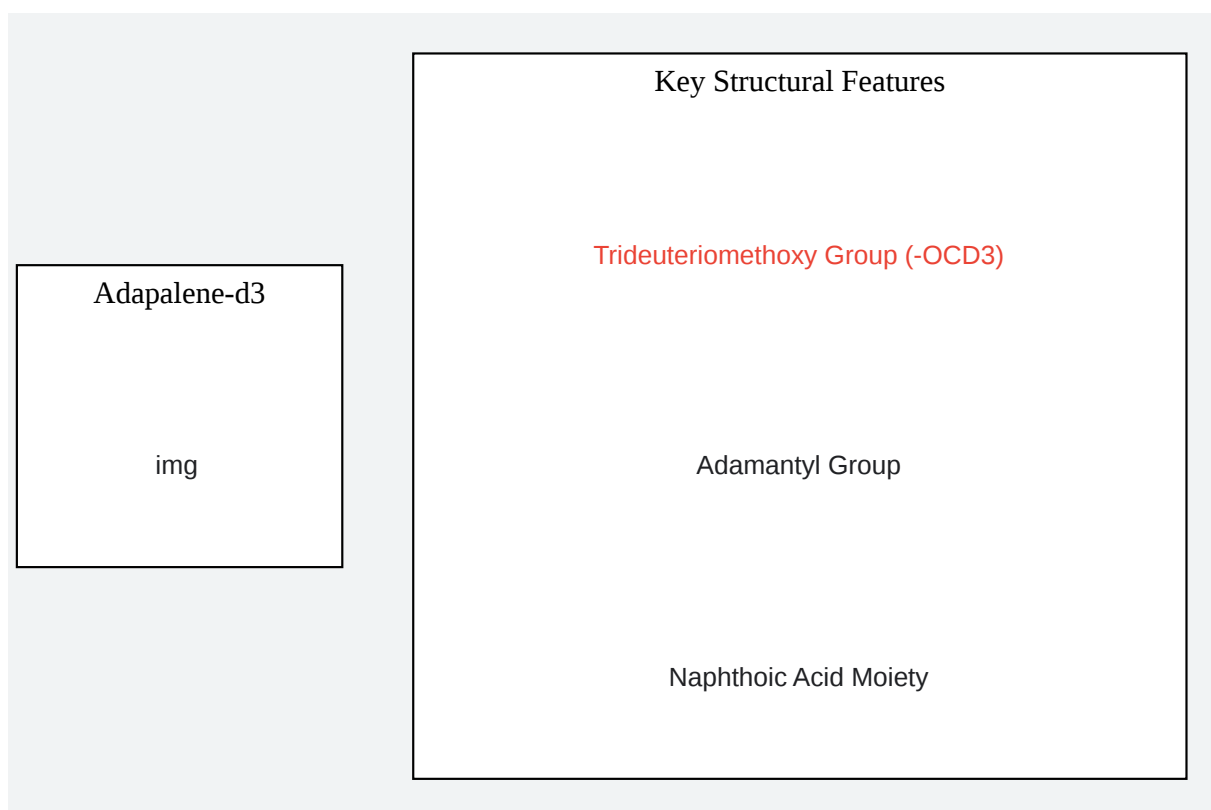 Key Structural Features
Trideuteriomethoxy Group (-OCD3)
Adapalene-d3
img
Adamantyl Group
Naphthoic Acid Moiety